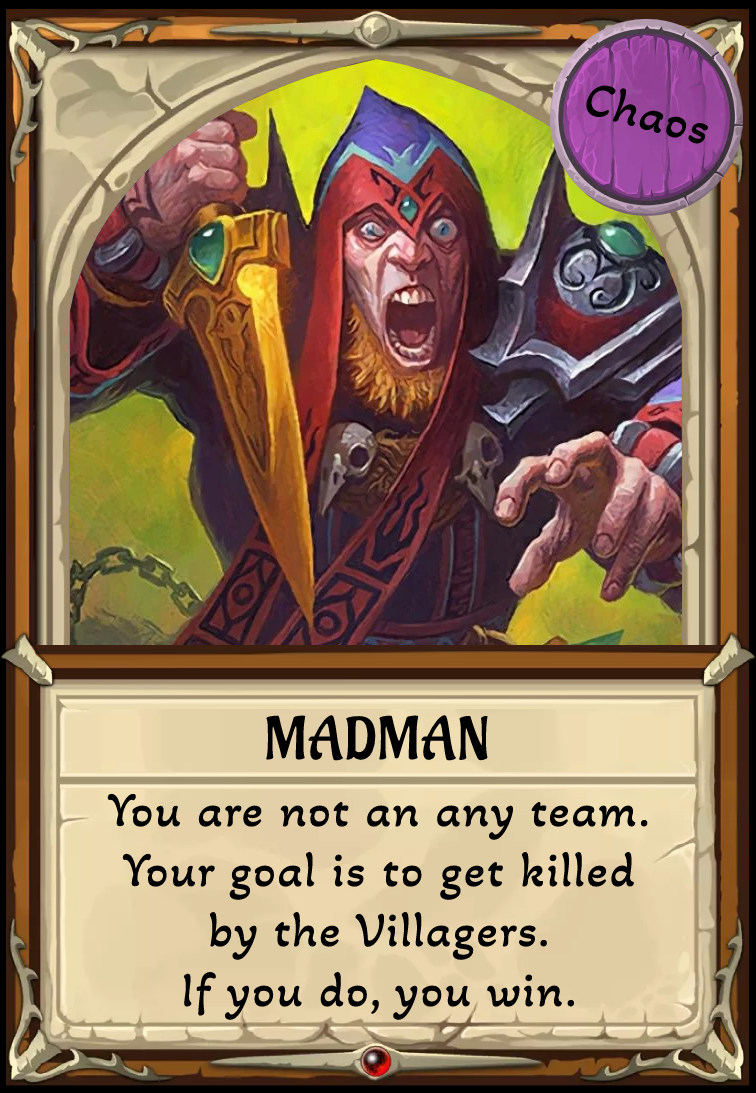 Chaos
MADMAN
You are not an any team.
Your goal is to get killed
by the Villagers.
If you do, you win.